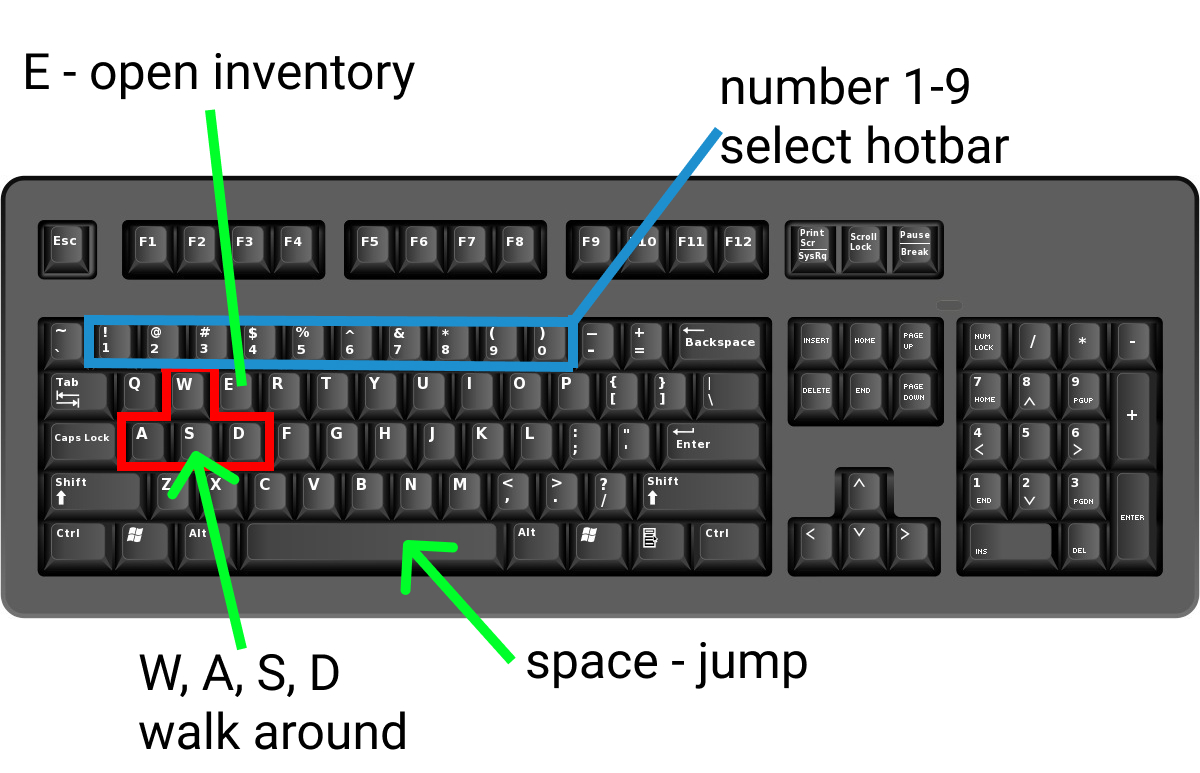 E - open inventory
number 1-9
select hotbar
Esc F1 F2 F3 F4 F5 F6 F7 F8 F9 F10 F11 F12 Print Scr SysRq Scroll Lock Pause Break
~ ` ! 1 @ 2 # 3 $ 4 % 5 ^ 6 & 7 * 8 ( 9 ) 0 – - + = Backspace INSERT HOME PAGE UP NUM LOCK / * -
Tab Q W E R T Y U I O P { [ } ] | \ DELETE END PAGE DOWN 7 HOME 8 9 PGUP +
Caps Lock A S D F G H J K L : ; " ' Enter 4 5 6
Shift Z X C V B N M < , > . ? / Shift 1 END 2 3 PGDN ENTER
Ctrl Alt Alt Ctrl INS DEL
W, A, S, D
walk around
space - jump